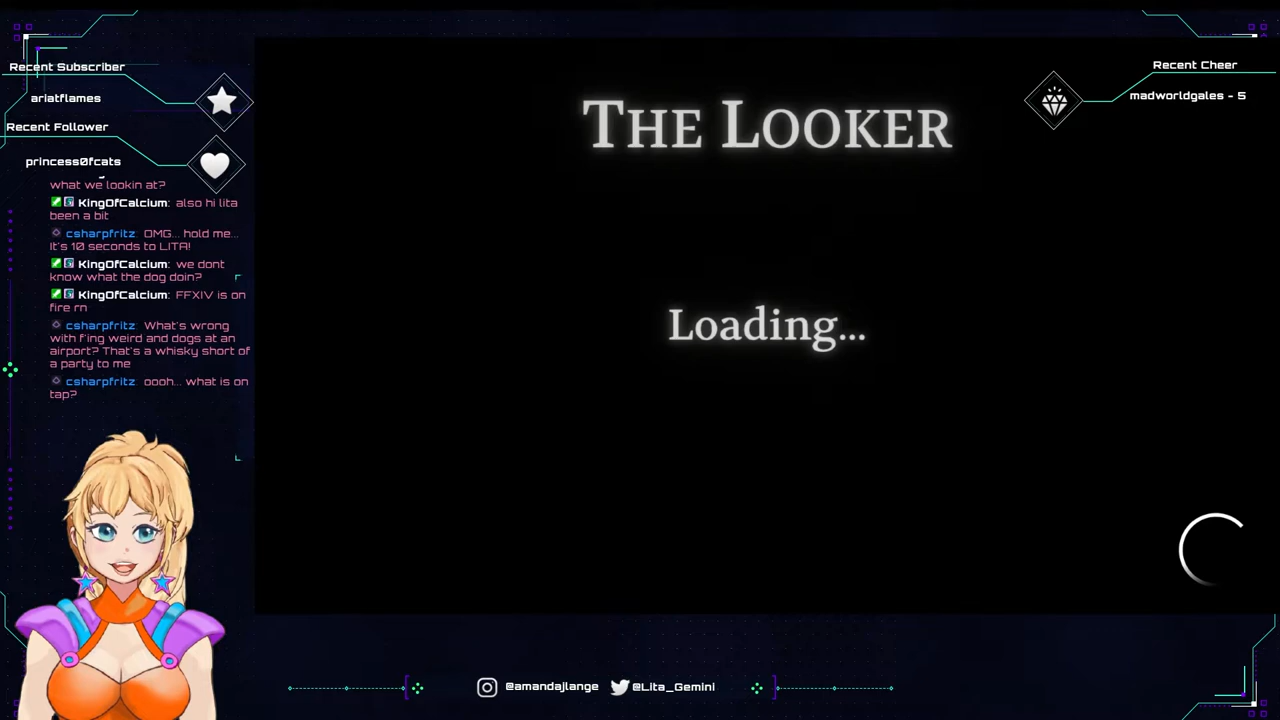 Recent Subscriber
ariatflames
Recent Follower
princess0fcats
what we lookin at?
KingOfCalcium: also hi lita
been a bit
csharpfritz: OMG... hold me...
It's 10 seconds to LITA!
KingOfCalcium: we dont
know what the dog doin?
KingOfCalcium: FFXIV is on
fire rn
csharpfritz: What's wrong
with f'ing weird and dogs at an
airport? That's a whisky short of
a party to me
csharpfritz: oooh... what is on
tap?
THE LOOKER
Loading...
Recent Cheer
madworldgales - 5
@amandajlange
@Lita_Gemini